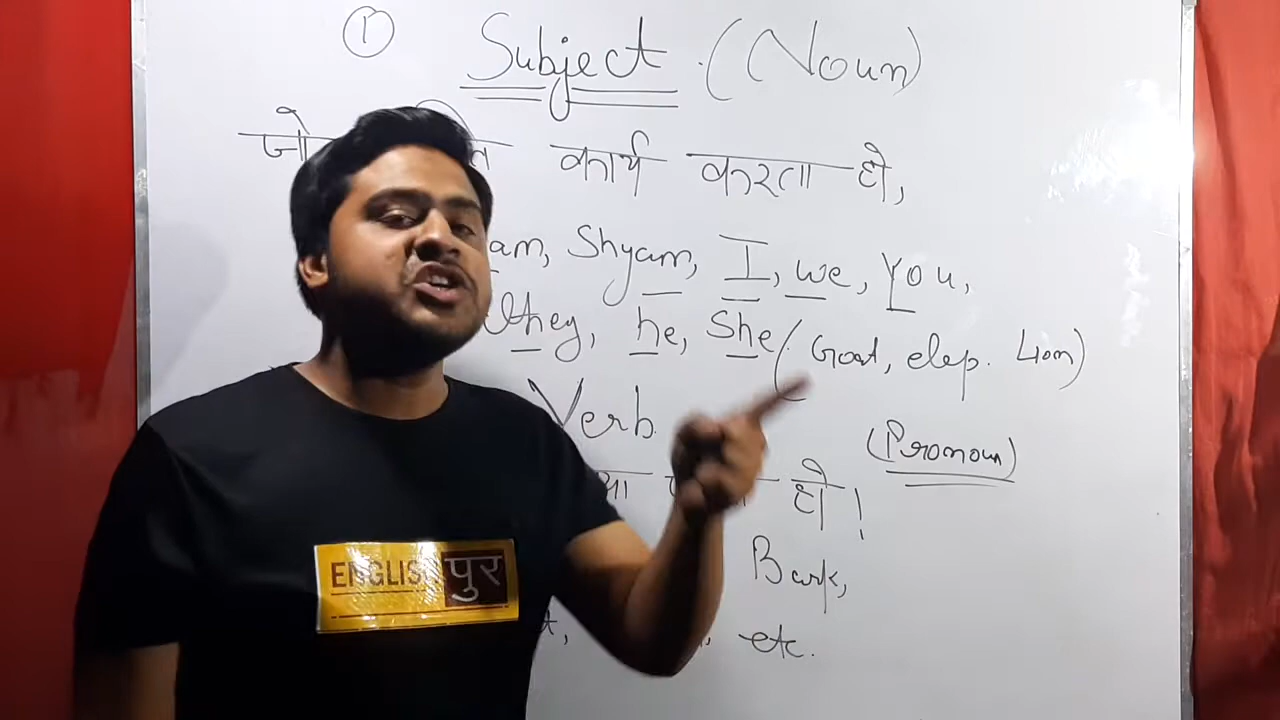 ① Subject. (Noun)
जो कार्य करता हो,
Shyam, I, we, You,
they, he, She. (Goat, elep. Lion)
Verb.
(Pronoun)
हो!
Bark,
etc.
ENGLISH पुर